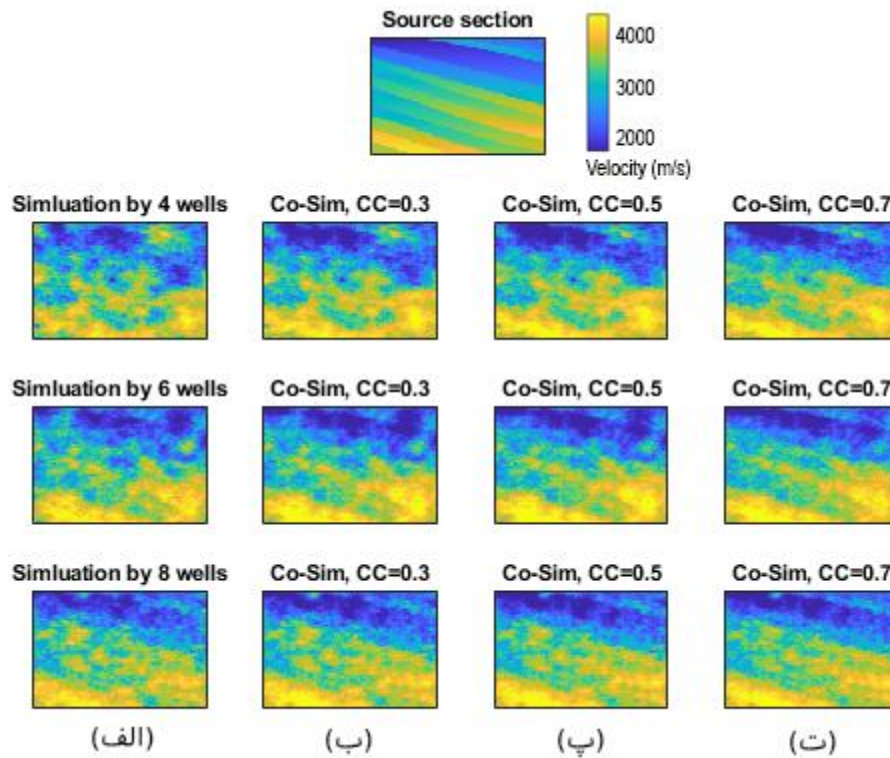 Source section
4000
3000
2000
Velocity (m/s)
Simluation by 4 wells Co-Sim, CC=0.3 Co-Sim, CC=0.5 Co-Sim, CC=0.7
Simluation by 6 wells Co-Sim, CC=0.3 Co-Sim, CC=0.5 Co-Sim, CC=0.7
Simluation by 8 wells Co-Sim, CC=0.3 Co-Sim, CC=0.5 Co-Sim, CC=0.7
(الف) (ب) (پ) (ت)